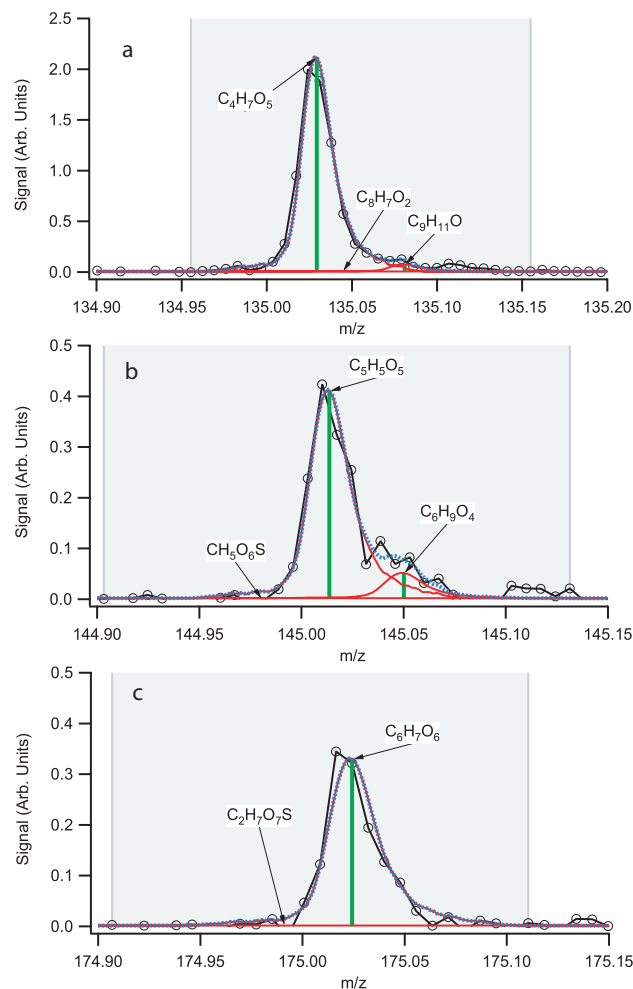 a
Signal (Arb. Units)
2.5
2.0
1.5
1.0
0.5
0.0
C4H7O5
C8H7O2
C9H11O
134.90 134.95 135.00 135.05 135.10 135.15 135.20
m/z
b
Signal (Arb. Units)
0.5
0.4
0.3
0.2
0.1
0.0
C5H5O5
C6H9O4
CH5O6S
144.90 144.95 145.00 145.05 145.10 145.15
m/z
c
Signal (Arb. Units)
0.5
0.4
0.3
0.2
0.1
0.0
C6H7O6
C2H7O7S
174.90 174.95 175.00 175.05 175.10 175.15
m/z